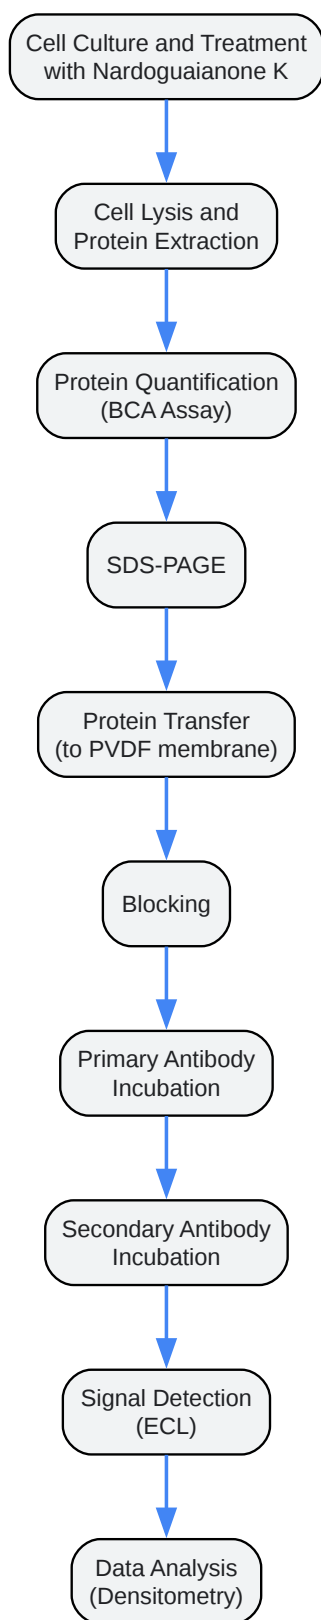 Cell Culture and Treatment
with Nardoguaianone K
Cell Lysis and
Protein Extraction
Protein Quantification
(BCA Assay)
SDS-PAGE
Protein Transfer
(to PVDF membrane)
Blocking
Primary Antibody
Incubation
Secondary Antibody
Incubation
Signal Detection
(ECL)
Data Analysis
(Densitometry)